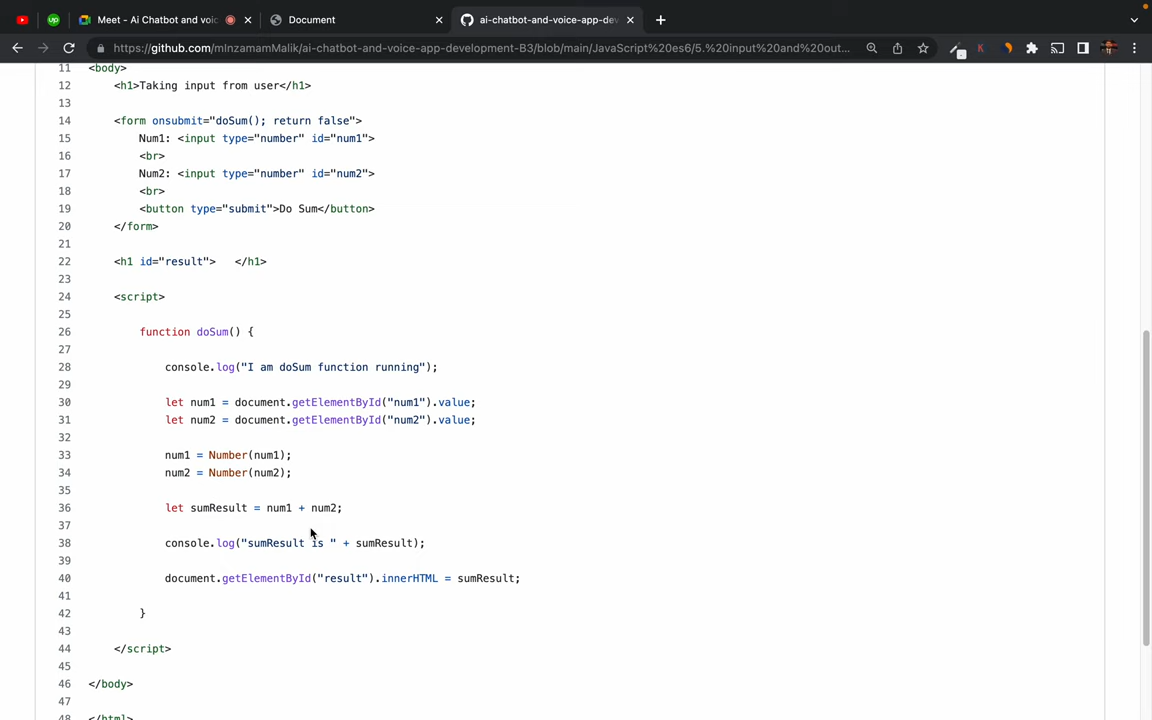 Meet - Ai Chatbot and voic
Document
ai-chatbot-and-voice-app-dev
https://github.com/mInzamamMalik/ai-chatbot-and-voice-app-development-B3/blob/main/JavaScript%20es6/5.%20input%20and%20out...
11 <body>
12 <h1>Taking input from user</h1>
13
14 <form onsubmit="doSum(); return false">
15 Num1: <input type="number" id="num1">
16 <br>
17 Num2: <input type="number" id="num2">
18 <br>
19 <button type="submit">Do Sum</button>
20 </form>
21
22 <h1 id="result">   </h1>
23
24 <script>
25
26 function doSum() {
27
28 console.log("I am doSum function running");
29
30 let num1 = document.getElementById("num1").value;
31 let num2 = document.getElementById("num2").value;
32
33 num1 = Number(num1);
34 num2 = Number(num2);
35
36 let sumResult = num1 + num2;
37
38 console.log("sumResult is " + sumResult);
39
40 document.getElementById("result").innerHTML = sumResult;
41
42 }
43
44 </script>
45
46 </body>
47
48 </html>